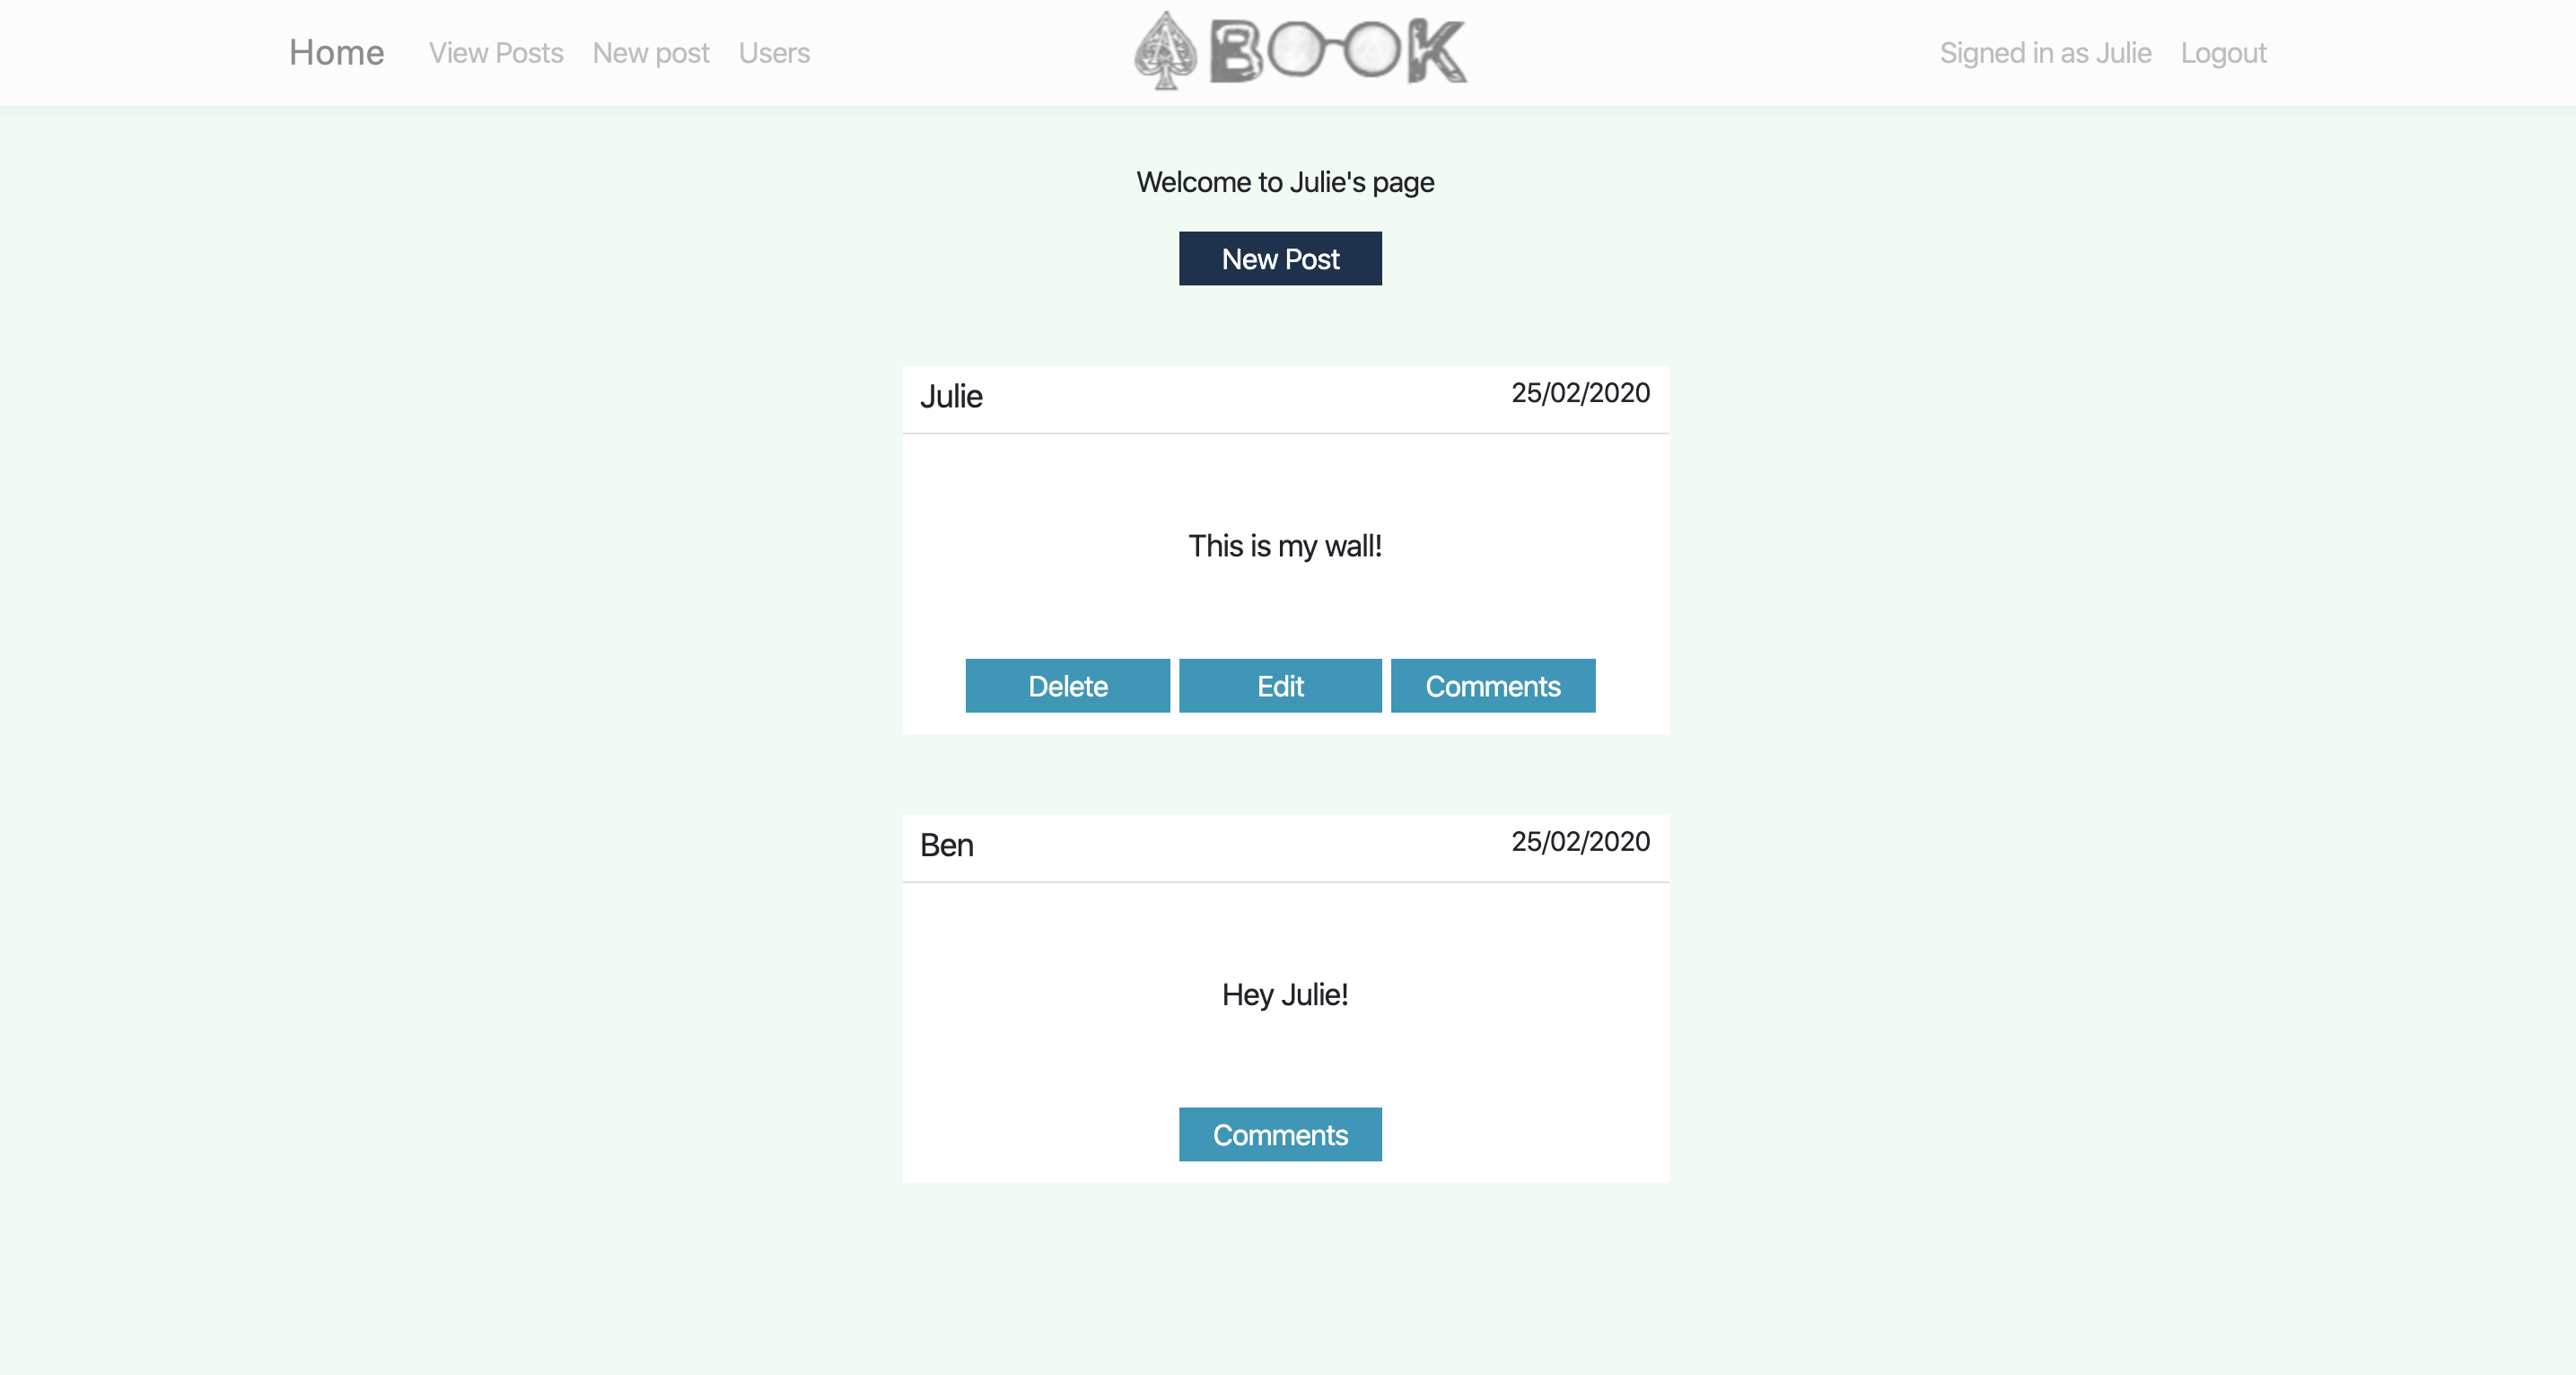 Home View Posts New post Users
A BOOK
Signed in as Julie Logout
Welcome to Julie's page
New Post
Julie 25/02/2020
This is my wall!
Delete Edit Comments
Ben 25/02/2020
Hey Julie!
Comments